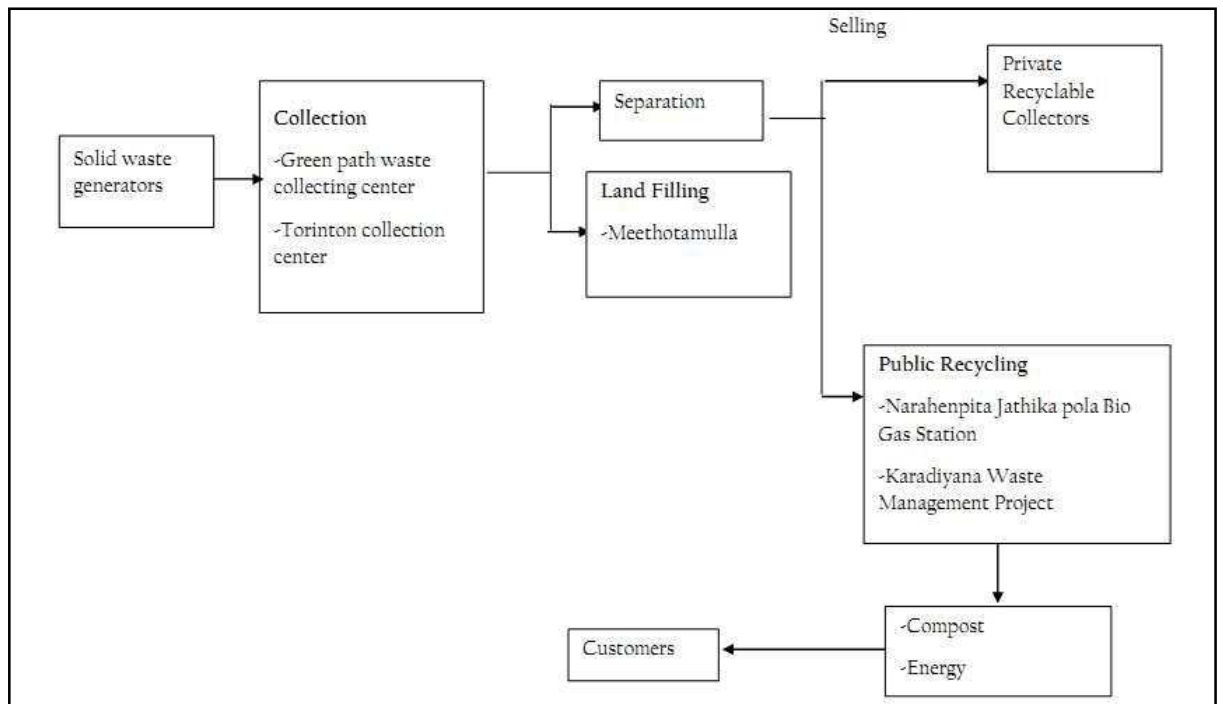 Selling
Solid waste
generators
Collection
-Green path waste
collecting center
-Torinton collection
center
Separation
Land Filling
-Meethotamulla
Private
Recyclable
Collectors
Public Recycling
-Narahenpita Jathika pola Bio
Gas Station
-Karadiyana Waste
Management Project
-Compost
-Energy
Customers